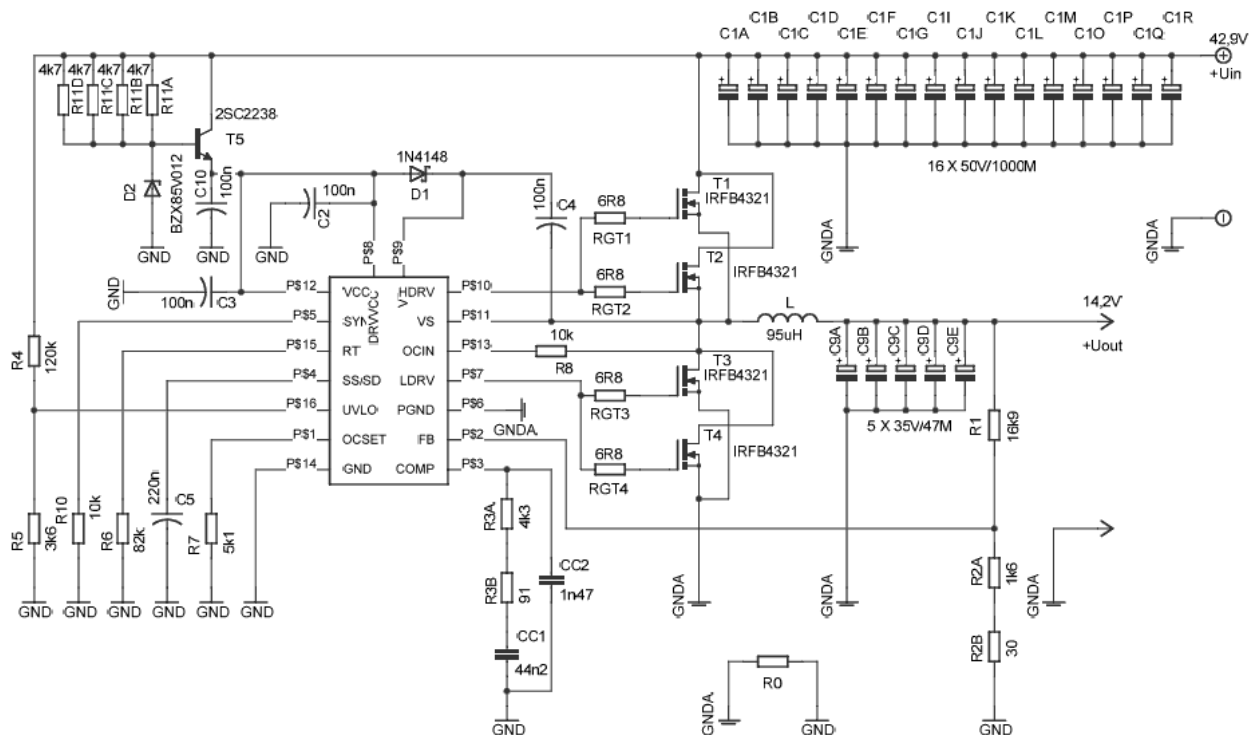 C1B C1D C1F C1I C1K C1M C1P C1R
C1A C1C C1E C1G C1J C1L C1O C1Q
42,9V
+Uin
4k7 4k7 4k7 4k7
R11D R11C R11B R11A
2SC2238
T5
16 X 50V/1000M
D2
BZX85V012
C10
100n
1N4148
D1
100n
C2
100n
C4
6R8
RGT1
T1
IRFB4321
GND GND GND
GNDA
GNDA
T2
6R8
IRFB4321
RGT2
P$8
P$9
GND
100n
C3
P$12 VCC
DRVVCC
V
HDRV P$10
P$5 SYN
VS P$11
P$15 RT
OCIN P$13
P$4 SS/SD
LDRV P$7
P$16 UVLO
PGND P$6
P$1 OCSET
FB P$2
P$14 GND
COMP P$3
GNDA
10k
R8
L
95uH
14,2V
+Uout
C9A C9B C9C C9D C9E
5 X 35V/47M
T3
6R8
IRFB4321
RGT3
T4
6R8
IRFB4321
RGT4
R4
120k
R1
16k9
R5
3k6
R10
10k
R6
82k
220n
C5
R7
5k1
R3A
4k3
R3B
91
CC2
1n47
CC1
44n2
R2A
1k6
R2B
30
GND GND GND GND GND GND
GNDA
GNDA
GNDA
R0
GND
GNDA
GND
GND